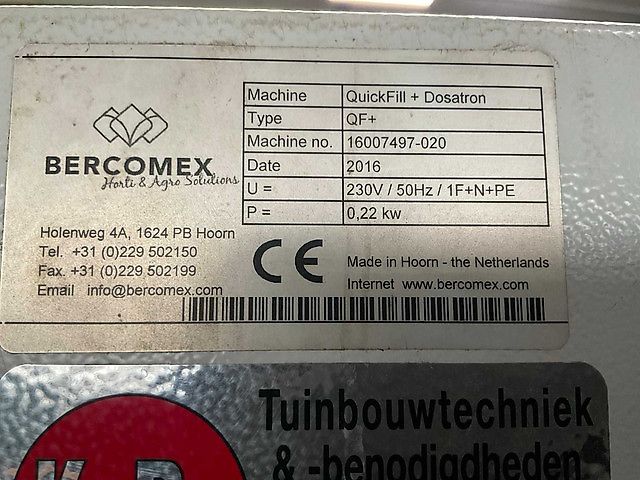 BERCOMEX
Horti & Agro Solutions
Machine QuickFill + Dosatron
Type QF+
Machine no. 16007497-020
Date 2016
U = 230V / 50Hz / 1F+N+PE
P = 0,22 kw
Holenweg 4A, 1624 PB Hoorn
Tel. +31 (0)229 502150
Fax. +31 (0)229 502199
Email info@bercomex.com
CE
Made in Hoorn - the Netherlands
Internet www.bercomex.com
Tuinbouwtechniek
& -benodigdheden